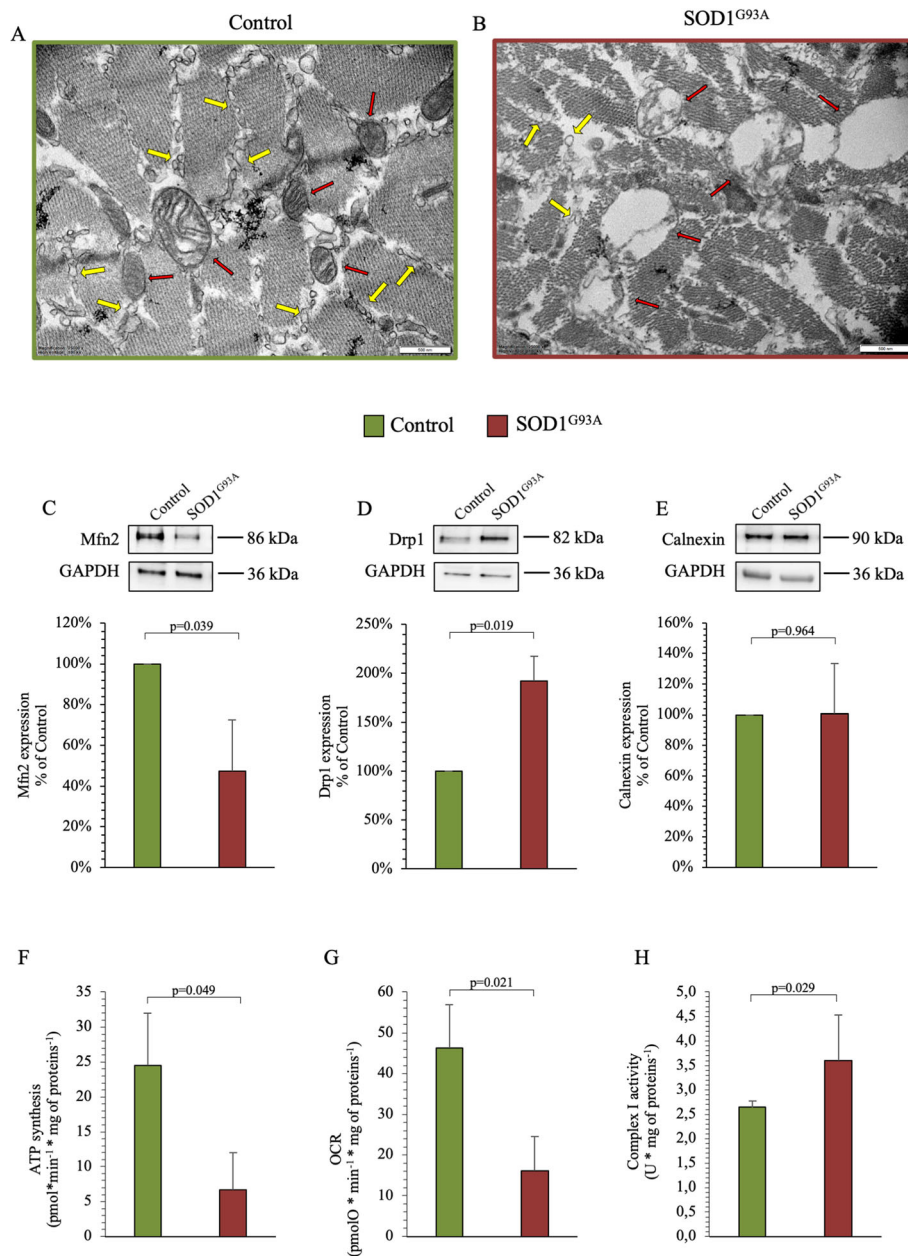 Control
SOD1G93A
A
B
500 nm
500 nm
Control
SOD1G93A
C
Control
SOD1G93A
Mfn2
86 kDa
GAPDH
36 kDa
D
Control
SOD1G93A
Drp1
82 kDa
GAPDH
36 kDa
E
Control
SOD1G93A
Calnexin
90 kDa
GAPDH
36 kDa
Mfn2 expression
% of Control
120%
100%
80%
60%
40%
20%
0%
p=0.039
Drp1 expression
% of Control
250%
200%
150%
100%
50%
0%
p=0.019
Calnexin expression
% of Control
160%
140%
120%
100%
80%
60%
40%
20%
0%
p=0.964
F
ATP synthesis
(pmol*min-1 * mg of proteins-1)
35
30
25
20
15
10
5
0
p=0.049
G
OCR
(pmolO * min-1 * mg of proteins-1)
60
50
40
30
20
10
0
p=0.021
H
Complex I activity
(U * mg of proteins-1)
5,0
4,5
4,0
3,5
3,0
2,5
2,0
1,5
1,0
0,5
0,0
p=0.029